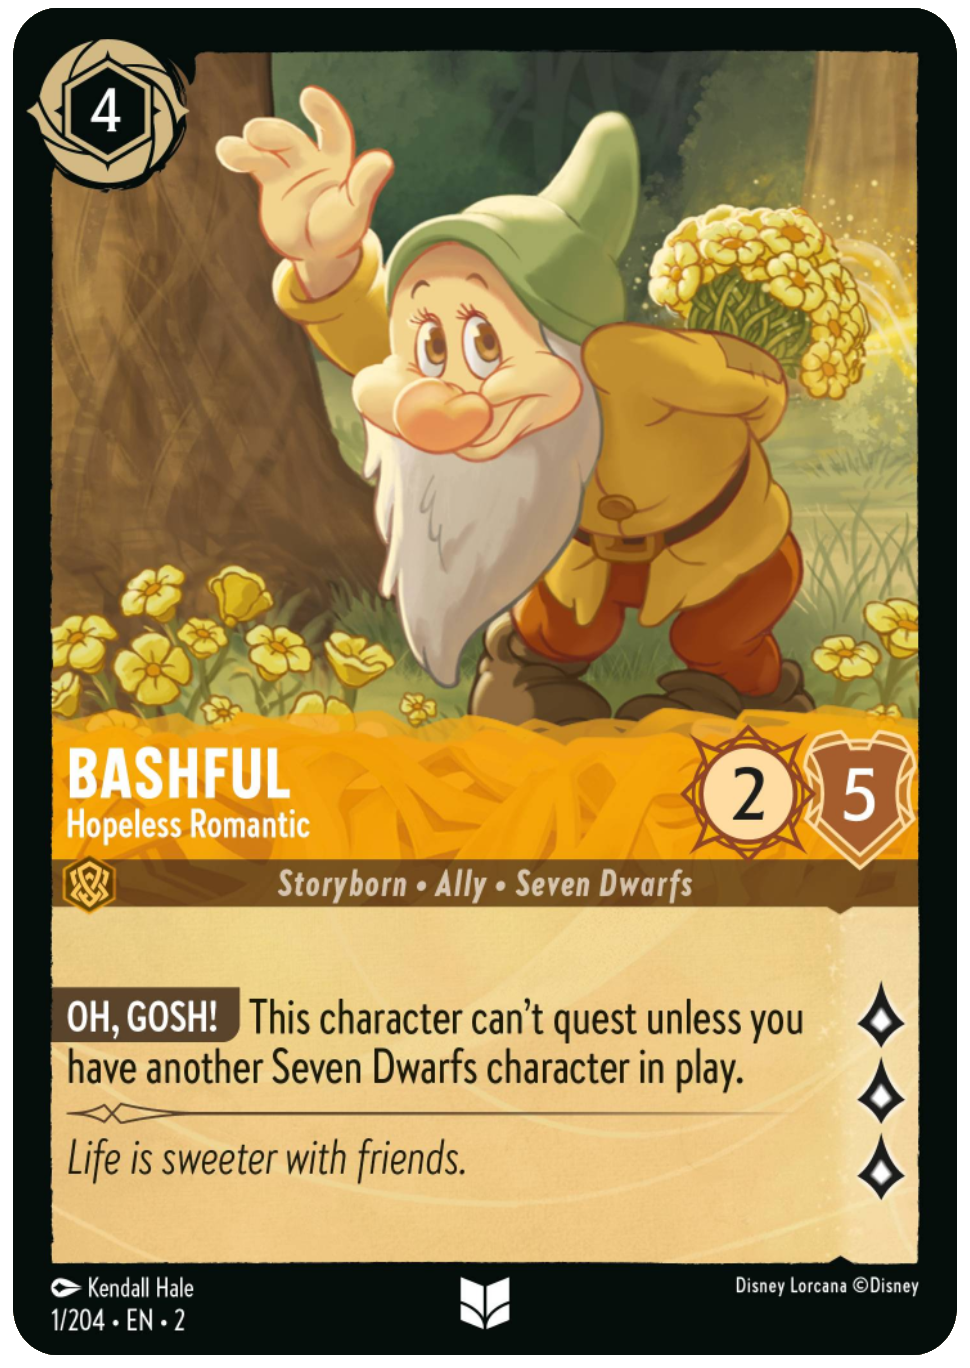 4
BASHFUL
Hopeless Romantic
2 5
Storyborn • Ally • Seven Dwarfs
OH, GOSH! This character can't quest unless you
have another Seven Dwarfs character in play.
Life is sweeter with friends.
Kendall Hale
1/204 • EN • 2
Disney Lorcana ©Disney